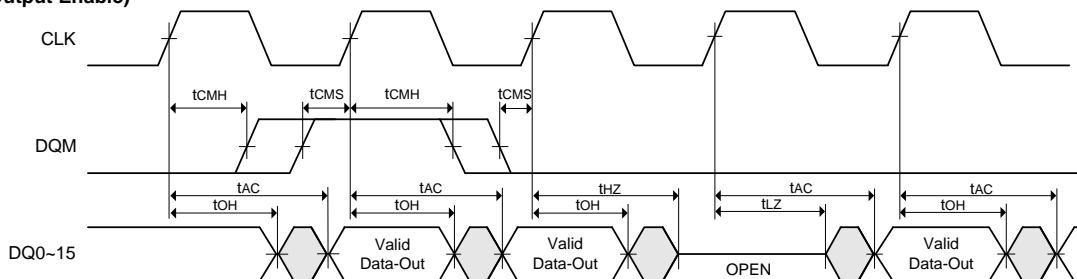 utput Enable)
CLK
tCMH tCMS tCMH tCMS
DQM
tAC tAC tHZ tAC tAC
tOH tOH tOH tLZ tOH
DQ0~15 Valid Data-Out Valid Data-Out OPEN Valid Data-Out